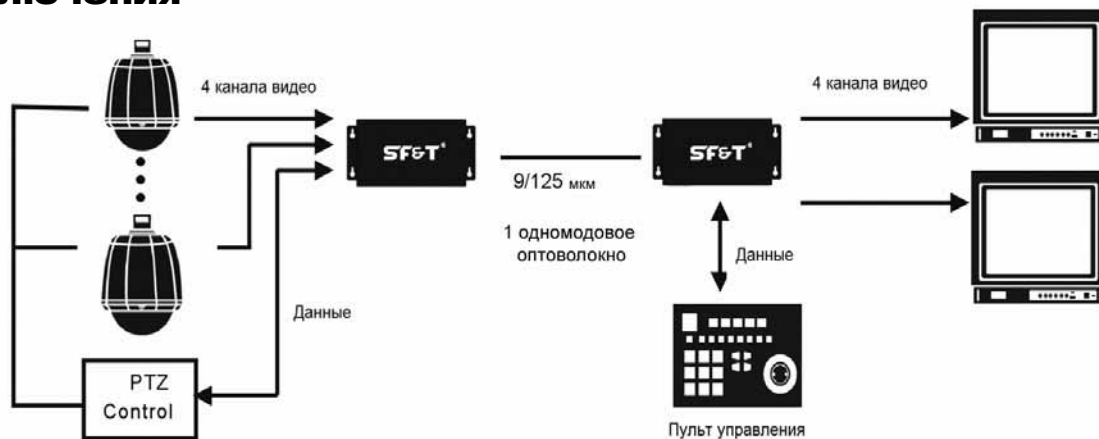 4 канала видео
4 канала видео
SF&T
SF&T
9/125 мкм
1 одномодовое
оптоволокно
Данные
Данные
PTZ
Control
Пульт управления